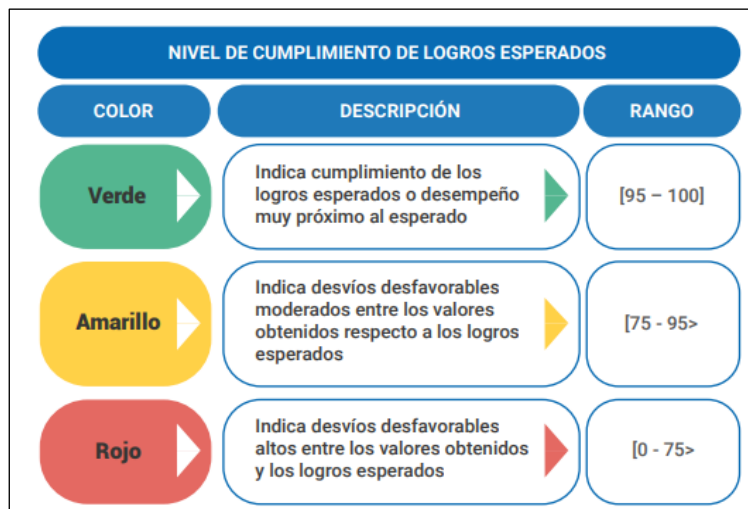 NIVEL DE CUMPLIMIENTO DE LOGROS ESPERADOS
COLOR
DESCRIPCIÓN
RANGO
Verde
Indica cumplimiento de los
logros esperados o desempeño
muy próximo al esperado
[95 – 100]
Amarillo
Indica desvíos desfavorables
moderados entre los valores
obtenidos respecto a los logros
esperados
[75 - 95>
Rojo
Indica desvíos desfavorables
altos entre los valores obtenidos
y los logros esperados
[0 - 75>